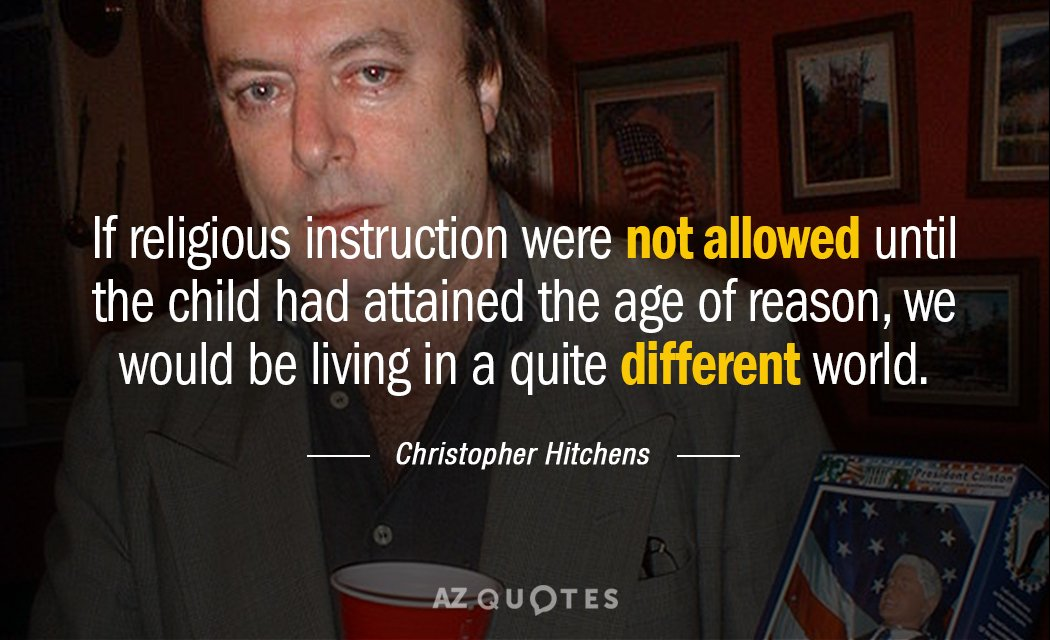 If religious instruction were not allowed until
the child had attained the age of reason, we
would be living in a quite different world.
Christopher Hitchens
President Clinton
AZ QUOTES